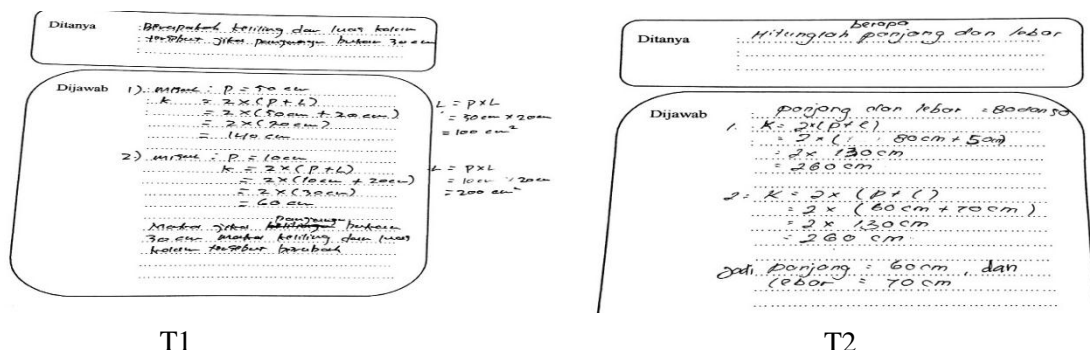 Ditanya : Berapakah keliling dan luas kolam
tersebut jika panjangnya bukan 30 cm
Dijawab 1) misal : P = 50 cm
K = 2 x (P + L)
= 2 x (50 cm + 20 cm)
= 2 x (20 cm)
= 140 cm
L = P x L
= 50 cm x 20 cm
= 100 cm²
2) misal : P = 10 cm
K = 2 x (P + L)
= 2 x (10 cm + 20 cm)
= 2 x (30 cm)
= 60 cm
L = P x L
= 10 cm x 20 cm
= 200 cm²
Panjangnya
Maka jika bukan
30 cm maka keliling dan luas
kolam tersebut berubah
T1
berapa
Ditanya : Hitunglah panjang dan lebar
Dijawab panjang dan lebar = 80 dan 50
1. K = 2 x (P + l)
= 2 x ( 80 cm + 50 cm)
= 2 x 130 cm
= 260 cm
2. K = 2 x (P + l)
= 2 x (60 cm + 70 cm)
= 2 x 130 cm
= 260 cm
Jadi panjang = 60 cm, dan
lebar = 70 cm
T2